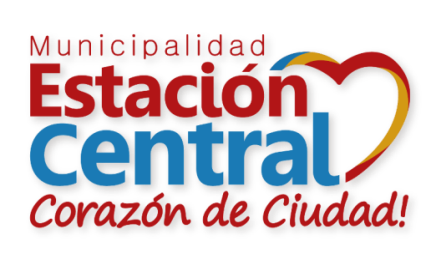 Municipalidad
Estación
Central
Corazón de Ciudad!